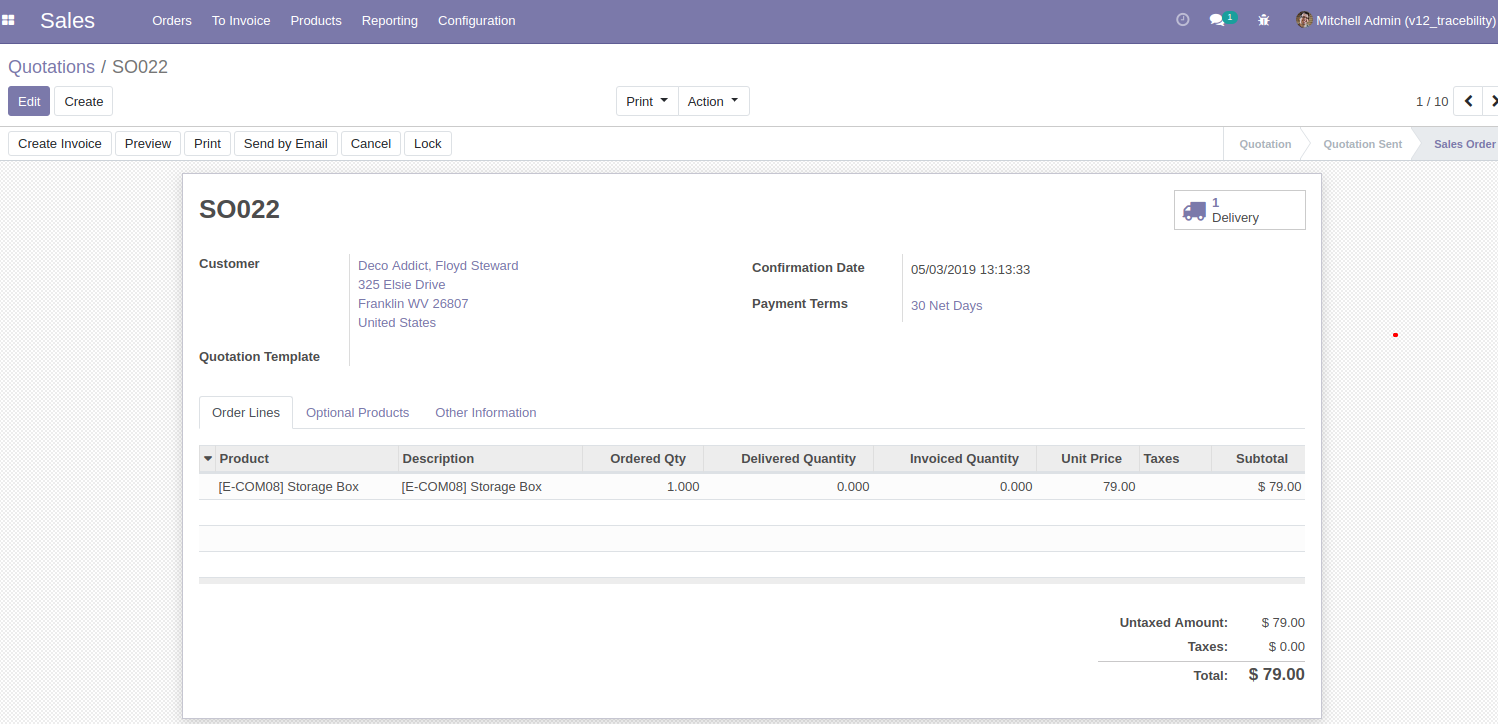 Sales Orders To Invoice Products Reporting Configuration 1 Mitchell Admin (v12_tracebility)
Quotations / SO022
Edit Create Print Action 1 / 10
Create Invoice Preview Print Send by Email Cancel Lock Quotation Quotation Sent Sales Order
SO022
1
Delivery
Customer
Deco Addict, Floyd Steward
325 Elsie Drive
Franklin WV 26807
United States
Quotation Template
Confirmation Date 05/03/2019 13:13:33
Payment Terms 30 Net Days
Order Lines Optional Products Other Information
Product Description Ordered Qty Delivered Quantity Invoiced Quantity Unit Price Taxes Subtotal
[E-COM08] Storage Box [E-COM08] Storage Box 1.000 0.000 0.000 79.00 $ 79.00
Untaxed Amount: $ 79.00
Taxes: $ 0.00
Total: $ 79.00